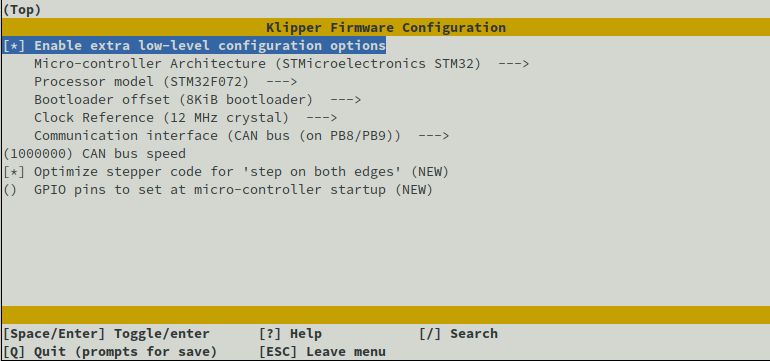 (Top)
Klipper Firmware Configuration
[*] Enable extra low-level configuration options
Micro-controller Architecture (STMicroelectronics STM32)  --->
Processor model (STM32F072)  --->
Bootloader offset (8KiB bootloader)  --->
Clock Reference (12 MHz crystal)  --->
Communication interface (CAN bus (on PB8/PB9))  --->
(1000000) CAN bus speed
[*] Optimize stepper code for 'step on both edges' (NEW)
()  GPIO pins to set at micro-controller startup (NEW)
[Space/Enter] Toggle/enter      [?] Help            [/] Search
[Q] Quit (prompts for save)     [ESC] Leave menu